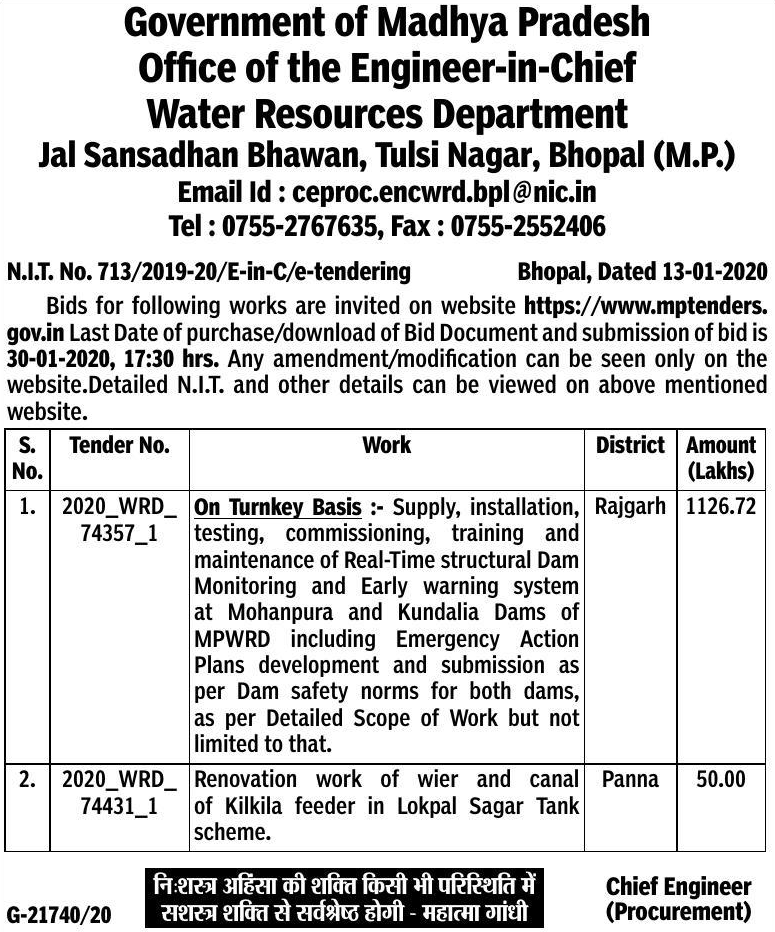 Government of Madhya Pradesh
Office of the Engineer-in-Chief
Water Resources Department
Jal Sansadhan Bhawan, Tulsi Nagar, Bhopal (M.P.)
Email Id : ceproc.encwrd.bpl@nic.in
Tel : 0755-2767635, Fax : 0755-2552406
N.I.T. No. 713/2019-20/E-in-C/e-tendering Bhopal, Dated 13-01-2020
Bids for following works are invited on website https://www.mptenders.
gov.in Last Date of purchase/download of Bid Document and submission of bid is
30-01-2020, 17:30 hrs. Any amendment/modification can be seen only on the
website.Detailed N.I.T. and other details can be viewed on above mentioned
website.
S. No. Tender No. Work District Amount (Lakhs)
1. 2020_WRD_ On Turnkey Basis :- Supply, installation, Rajgarh 1126.72
74357_1 testing, commissioning, training and
maintenance of Real-Time structural Dam
Monitoring and Early warning system
at Mohanpura and Kundalia Dams of
MPWRD including Emergency Action
Plans development and submission as
per Dam safety norms for both dams,
as per Detailed Scope of Work but not
limited to that.
2. 2020_WRD_ Renovation work of wier and canal Panna 50.00
74431_1 of Kilkila feeder in Lokpal Sagar Tank
scheme.
निःशस्त्र अहिंसा की शक्ति किसी भी परिस्थिति में
सशस्त्र शक्ति से सर्वश्रेष्ठ होगी - महात्मा गांधी
Chief Engineer
(Procurement)
G-21740/20